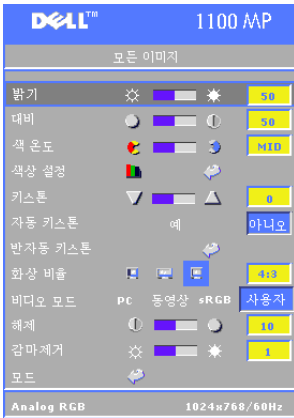 DELL™ 1100 MP
모든 이미지
밝기 50
대비 50
색 온도 MID
색상 설정
키스톤 0
자동 키스톤 예 아니오
반자동 키스톤
화상 비율 4:3
비디오 모드 PC 동영상 sRGB 사용자
해제 10
감마제거 1
모드
Analog RGB 1024x768/60Hz